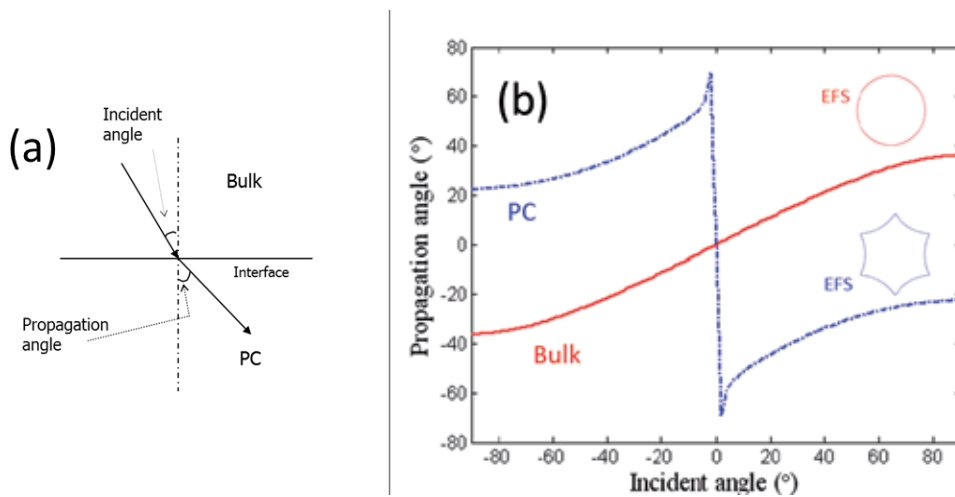 (a)
Incident
angle
Bulk
Interface
Propagation
angle
PC
(b)
EFS
PC
Bulk
EFS
80
60
40
20
0
-20
-40
-60
-80
Propagation angle (°)
-80 -60 -40 -20 0 20 40 60 80
Incident angle (°)